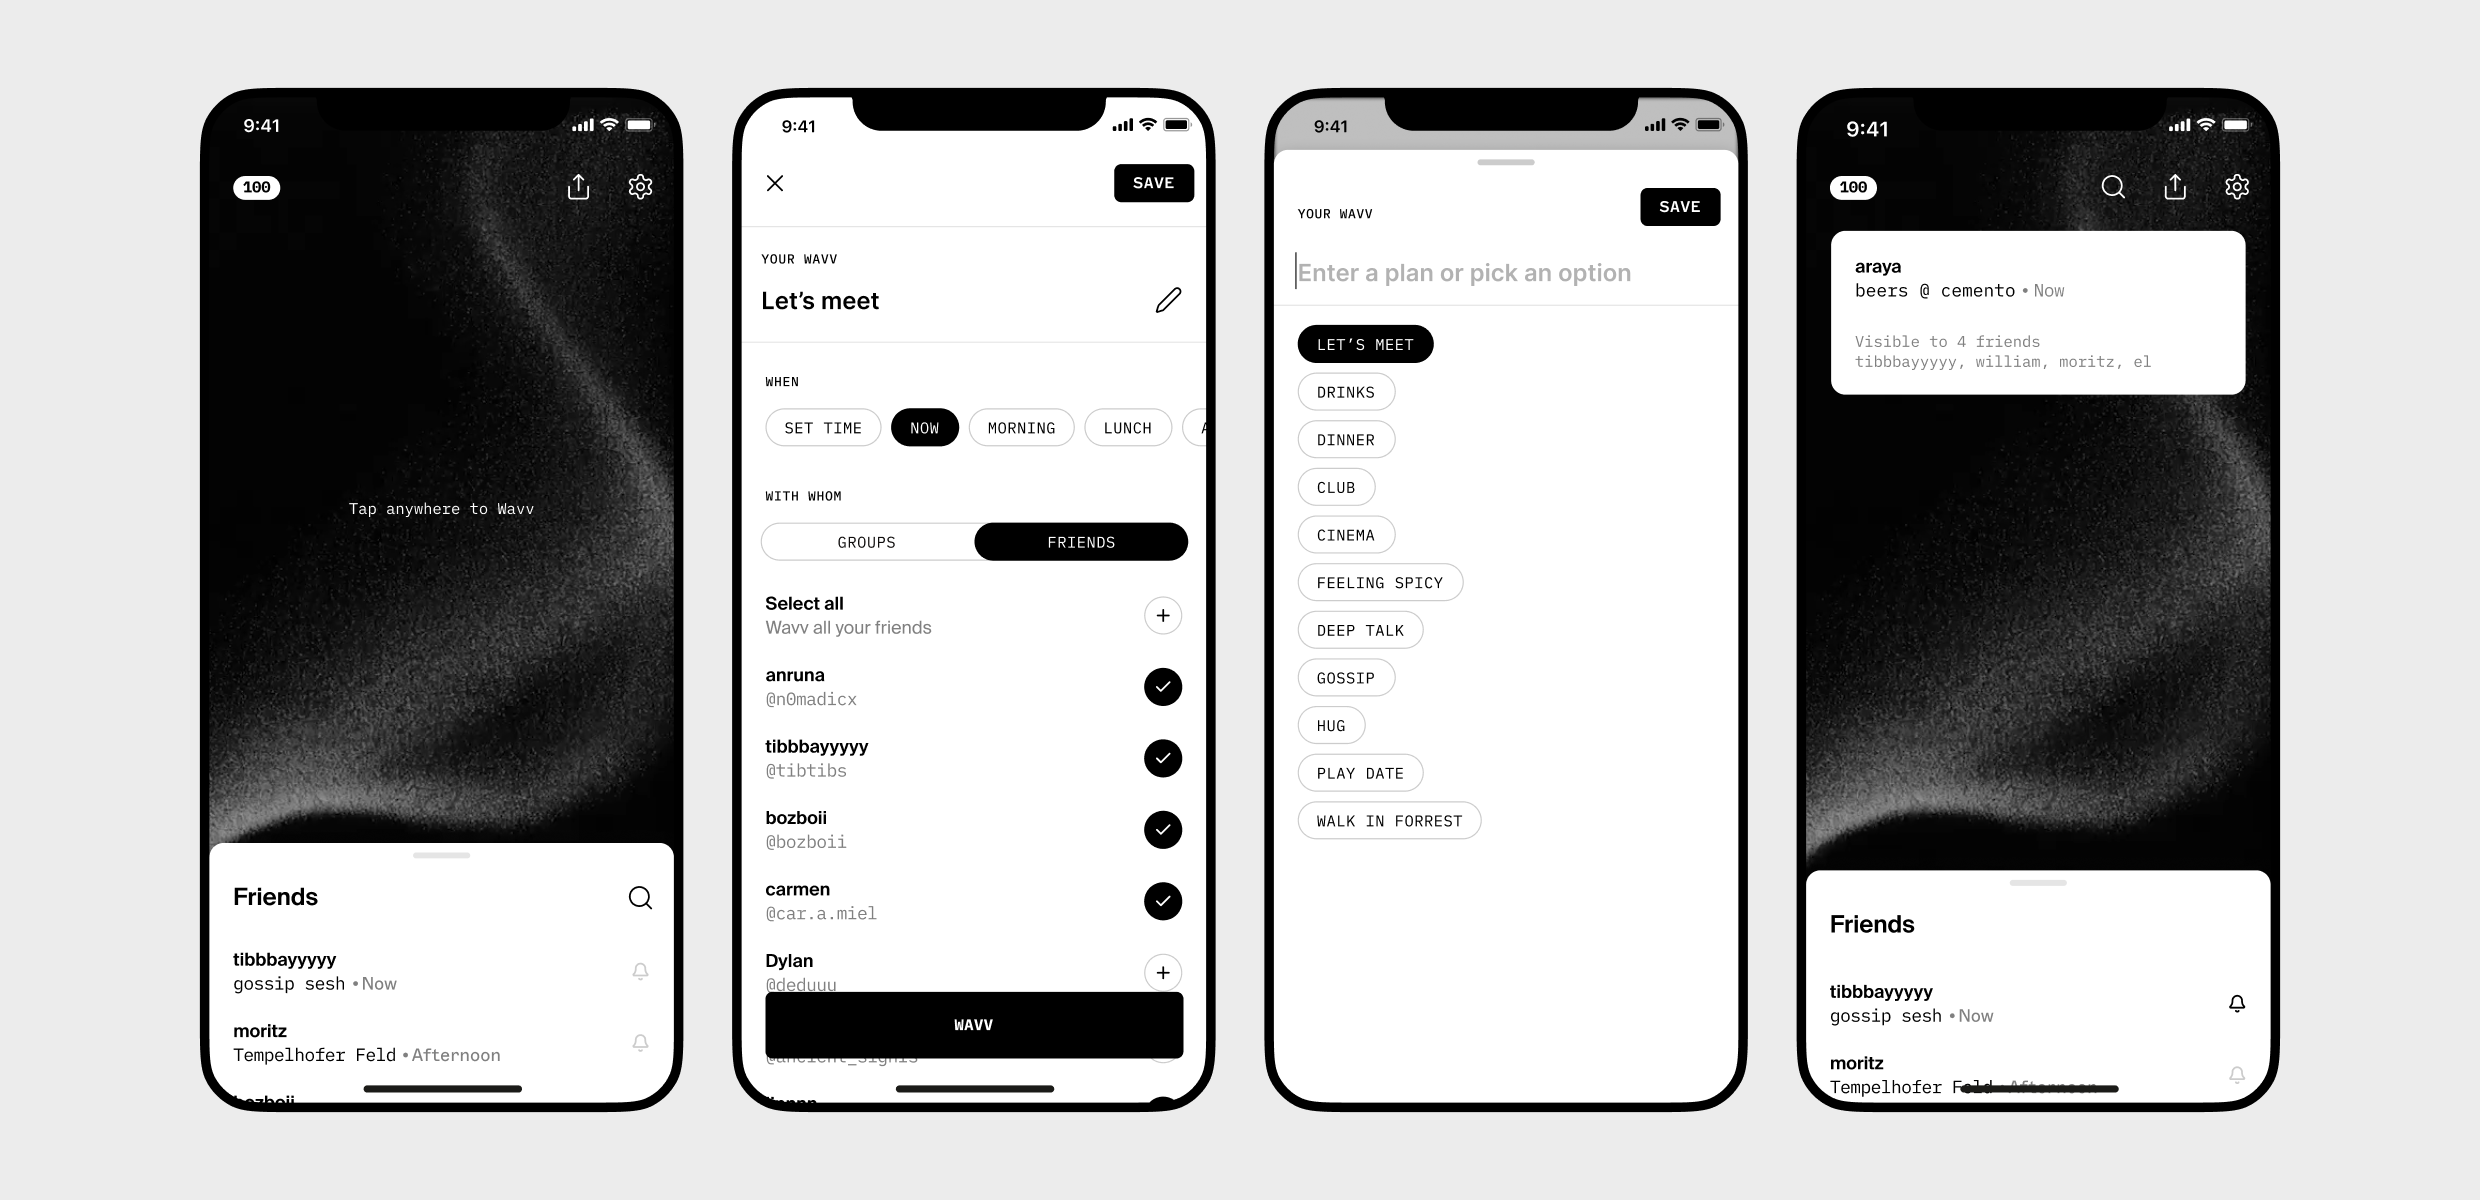 9:41
100
Tap anywhere to Wavv
Friends
tibbbayyyyy
gossip sesh • Now
moritz
Tempelhofer Feld • Afternoon
bozboii
9:41
SAVE
YOUR WAVV
Let’s meet
WHEN
SET TIME NOW MORNING LUNCH A
WITH WHOM
GROUPS FRIENDS
Select all
Wavv all your friends
anruna
@n0madicx
tibbbayyyyy
@tibtibs
bozboii
@bozboii
carmen
@car.a.miel
Dylan
@deduuu
WAVV
9:41
YOUR WAVV
SAVE
Enter a plan or pick an option
LET’S MEET
DRINKS
DINNER
CLUB
CINEMA
FEELING SPICY
DEEP TALK
GOSSIP
HUG
PLAY DATE
WALK IN FORREST
9:41
100
araya
beers @ cemento • Now
Visible to 4 friends
tibbbayyyyy, william, moritz, el
Friends
tibbbayyyyy
gossip sesh • Now
moritz
Tempelhofer Feld • Afternoon